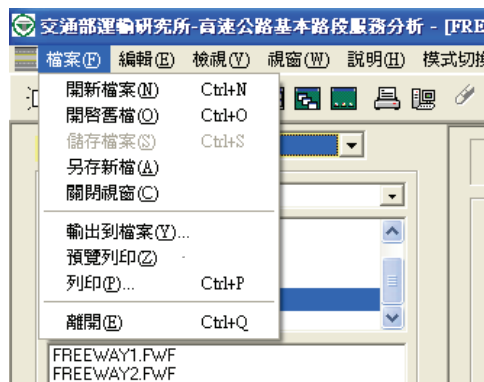 交通部運輸研究所-高速公路基本路段服務分析 - [FRE
檔案(F) 編輯(E) 檢視(V) 視窗(W) 說明(H) 模式切換
開新檔案(N) Ctrl+N
開啓舊檔(O) Ctrl+O
儲存檔案(S) Ctrl+S
另存新檔(A)
關閉視窗(C)
輸出到檔案(Y)...
預覽列印(Z)
列印(P)... Ctrl+P
離開(E) Ctrl+Q
FREEWAY1.FWF
FREEWAY2.FWF